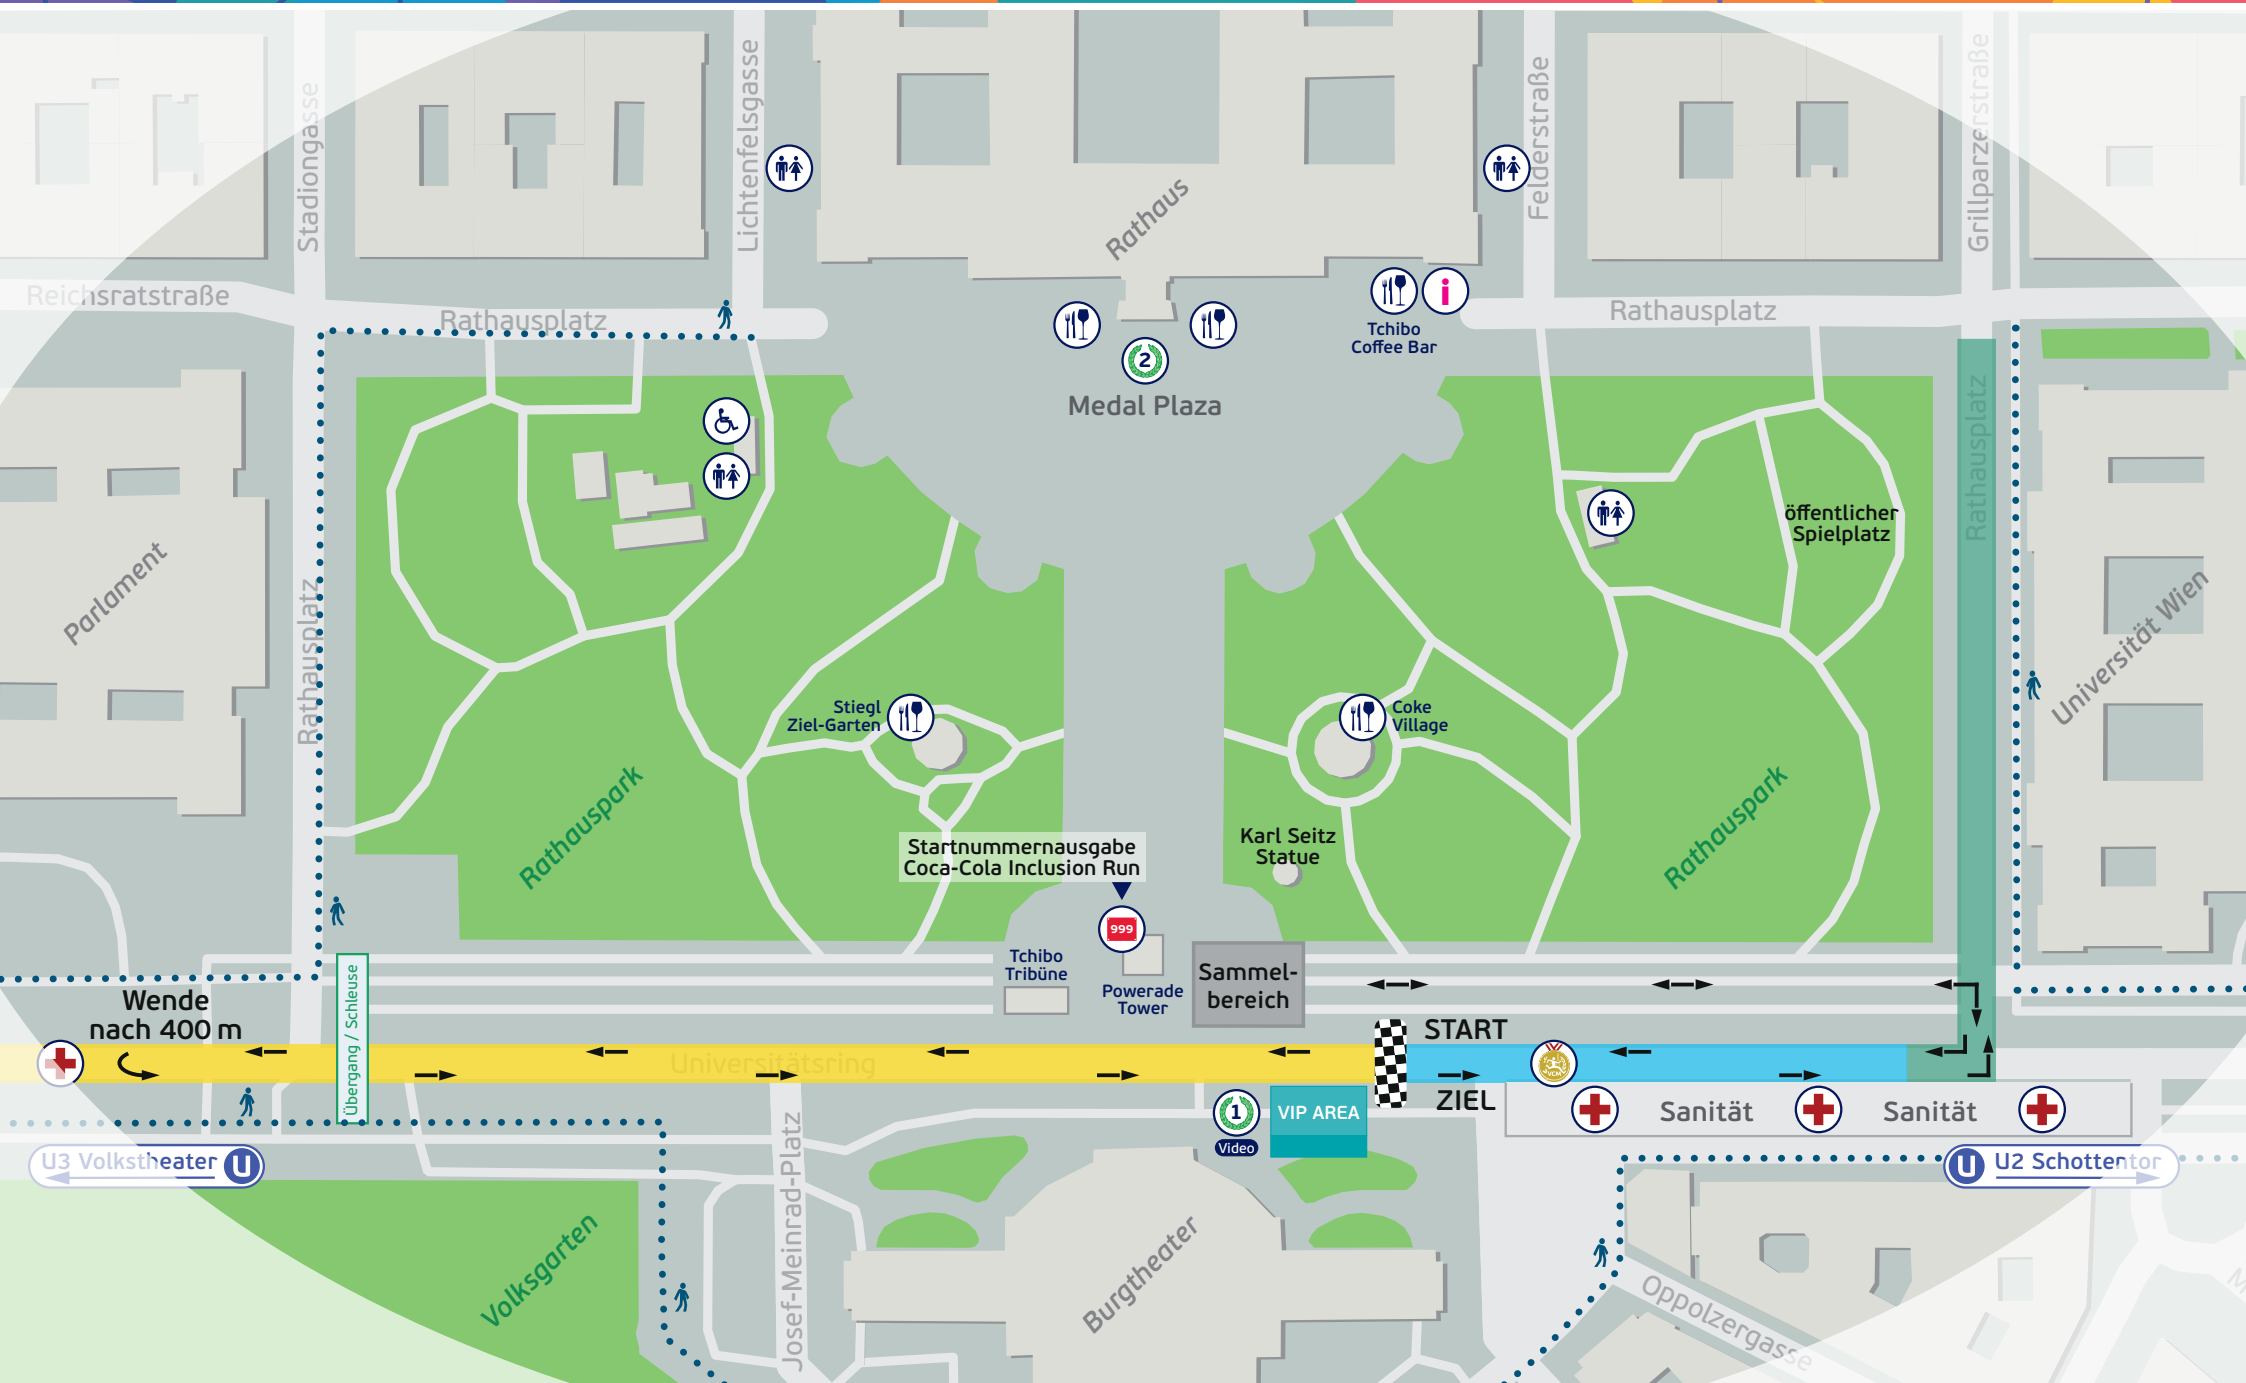 Stadiongasse
Lichtenfelsgasse
Felderstraße
Grillparzerstraße
Rathaus
Reichsratstraße
Rathausplatz
Rathausplatz
i
Tchibo
Coffee Bar
2
Medal Plaza
Rathausplatz
öffentlicher
Spielplatz
Parlament
Rathausplatz
Universität Wien
Stiegl
Ziel-Garten
Coke
Village
Rathauspark
Rathauspark
Startnummernausgabe
Coca-Cola Inclusion Run
Karl Seitz
Statue
999
Tchibo
Tribüne
Powerade
Tower
Sammel-
bereich
Wende
nach 400 m
Übergang / Schleuse
Universitätsring
START
ZIEL
VCM
1
Video
VIP AREA
Sanität
Sanität
U3 Volkstheater U
U U2 Schottentor
Josef-Meinrad-Platz
Volksgarten
Burgtheater
Oppolzergasse